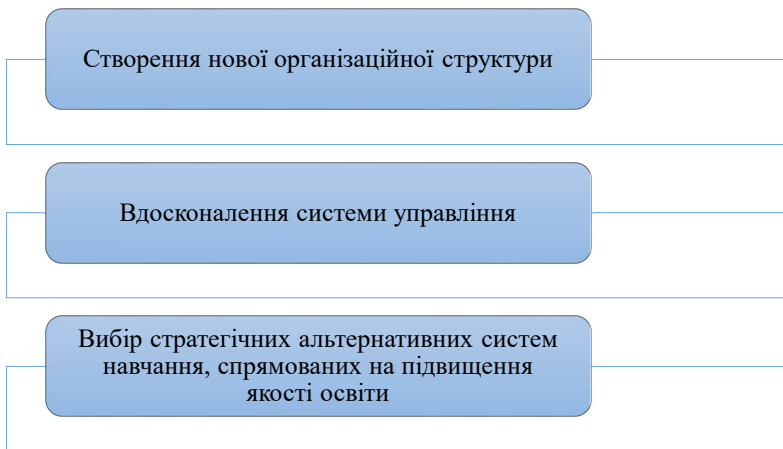 Створення нової організаційної структури
Вдосконалення системи управління
Вибір стратегічних альтернативних систем
навчання, спрямованих на підвищення
якості освіти